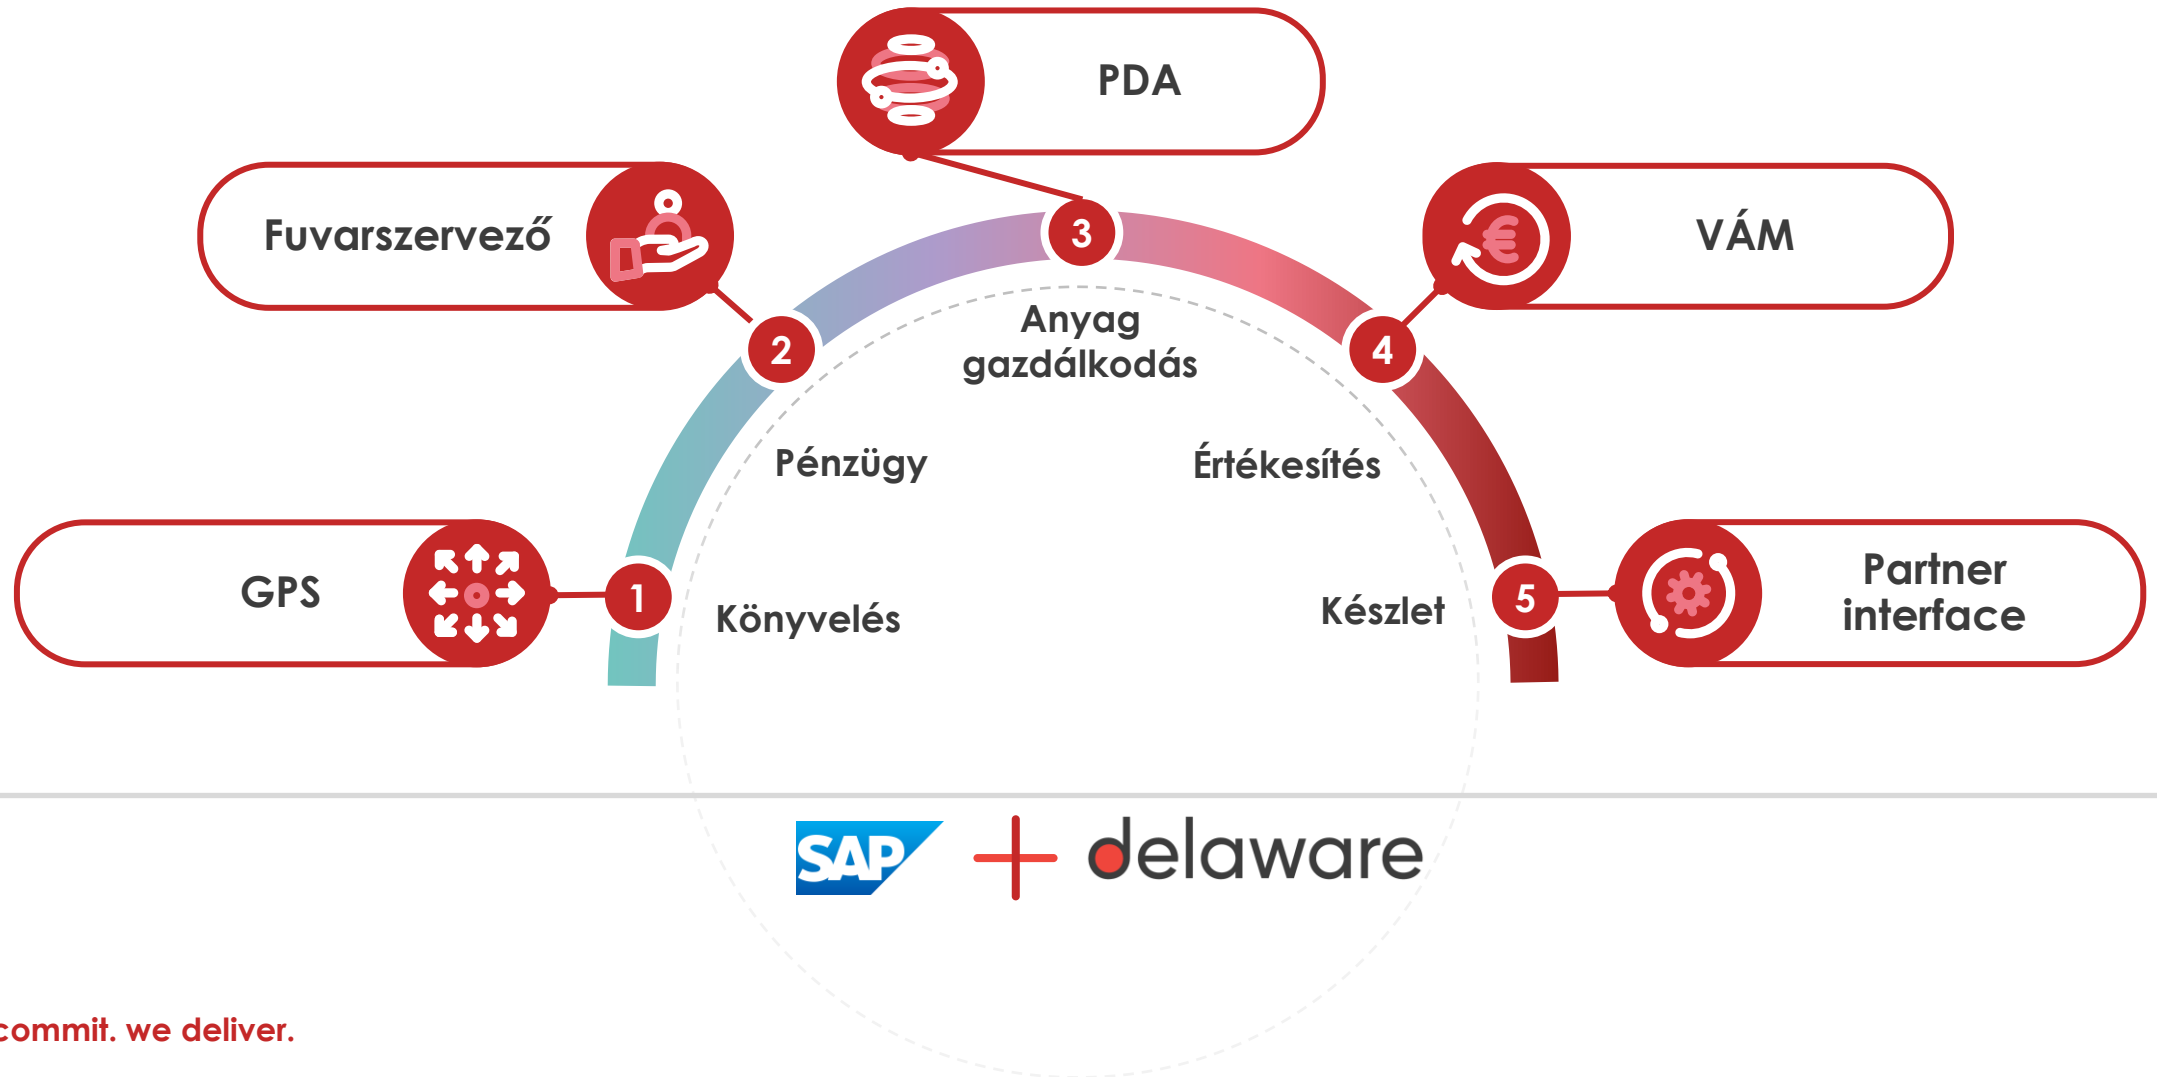 PDA
Fuvarszervező
VÁM
3
2
4
Anyag
gazdálkodás
Pénzügy
Értékesítés
GPS
1
Könyvelés
Készlet
5
Partner
interface
SAP
delaware
commit. we deliver.